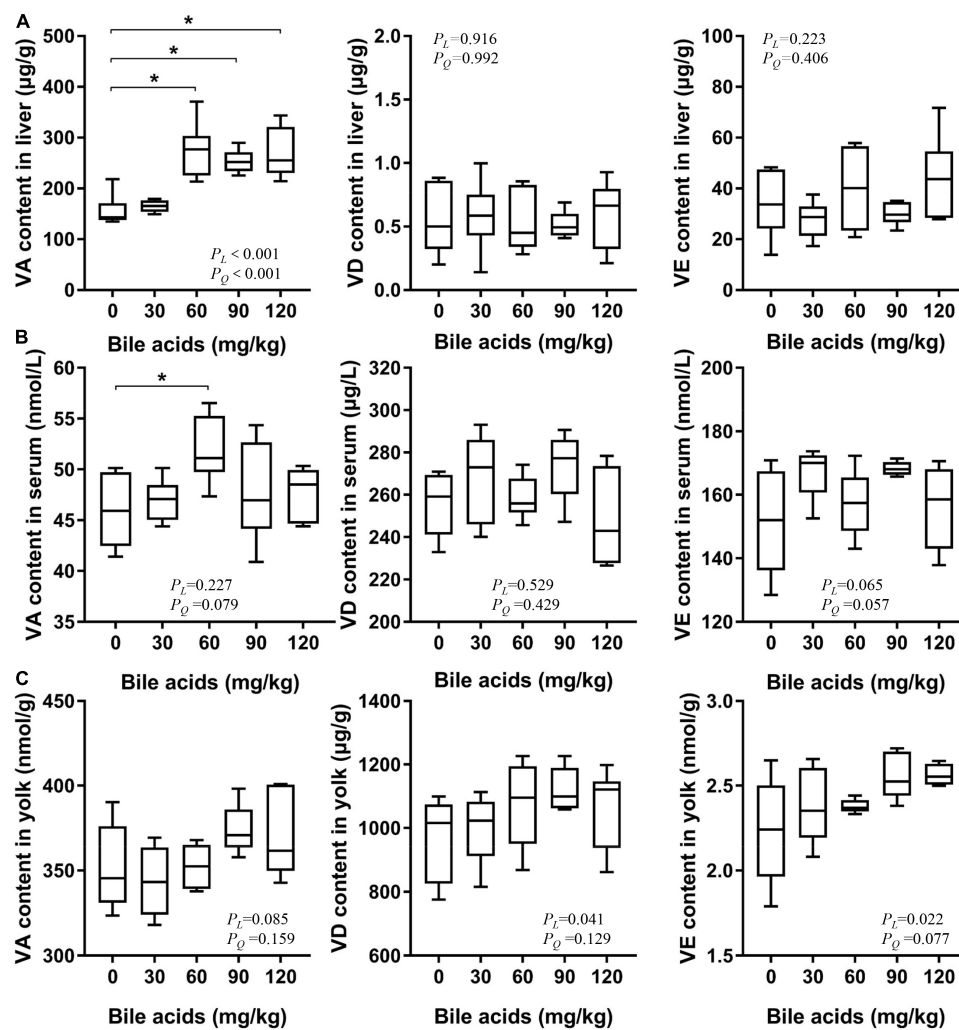 A
VA content in liver (µg/g)
500
400
300
200
100
0
*
*
*
P_L < 0.001
P_Q < 0.001
0 30 60 90 120
Bile acids (mg/kg)
VD content in liver (µg/g)
2.0
1.5
1.0
0.5
0.0
P_L=0.916
P_Q=0.992
0 30 60 90 120
Bile acids (mg/kg)
VE content in liver (µg/g)
100
80
60
40
20
0
P_L=0.223
P_Q=0.406
0 30 60 90 120
Bile acids (mg/kg)
B
VA content in serum (nmol/L)
60
55
50
45
40
35
*
P_L=0.227
P_Q=0.079
0 30 60 90 120
Bile acids (mg/kg)
VD content in serum (µg/L)
320
300
280
260
240
220
200
P_L=0.529
P_Q=0.429
0 30 60 90 120
Bile acids (mg/kg)
VE content in serum (nmol/L)
200
180
160
140
120
P_L=0.065
P_Q=0.057
0 30 60 90 120
Bile acids (mg/kg)
C
VA content in yolk (nmol/g)
450
400
350
300
P_L=0.085
P_Q=0.159
0 30 60 90 120
Bile acids (mg/kg)
VD content in yolk (µg/g)
1400
1200
1000
800
600
P_L=0.041
P_Q=0.129
0 30 60 90 120
Bile acids (mg/kg)
VE content in yolk (nmol/g)
3.0
2.5
2.0
1.5
P_L=0.022
P_Q=0.077
0 30 60 90 120
Bile acids (mg/kg)